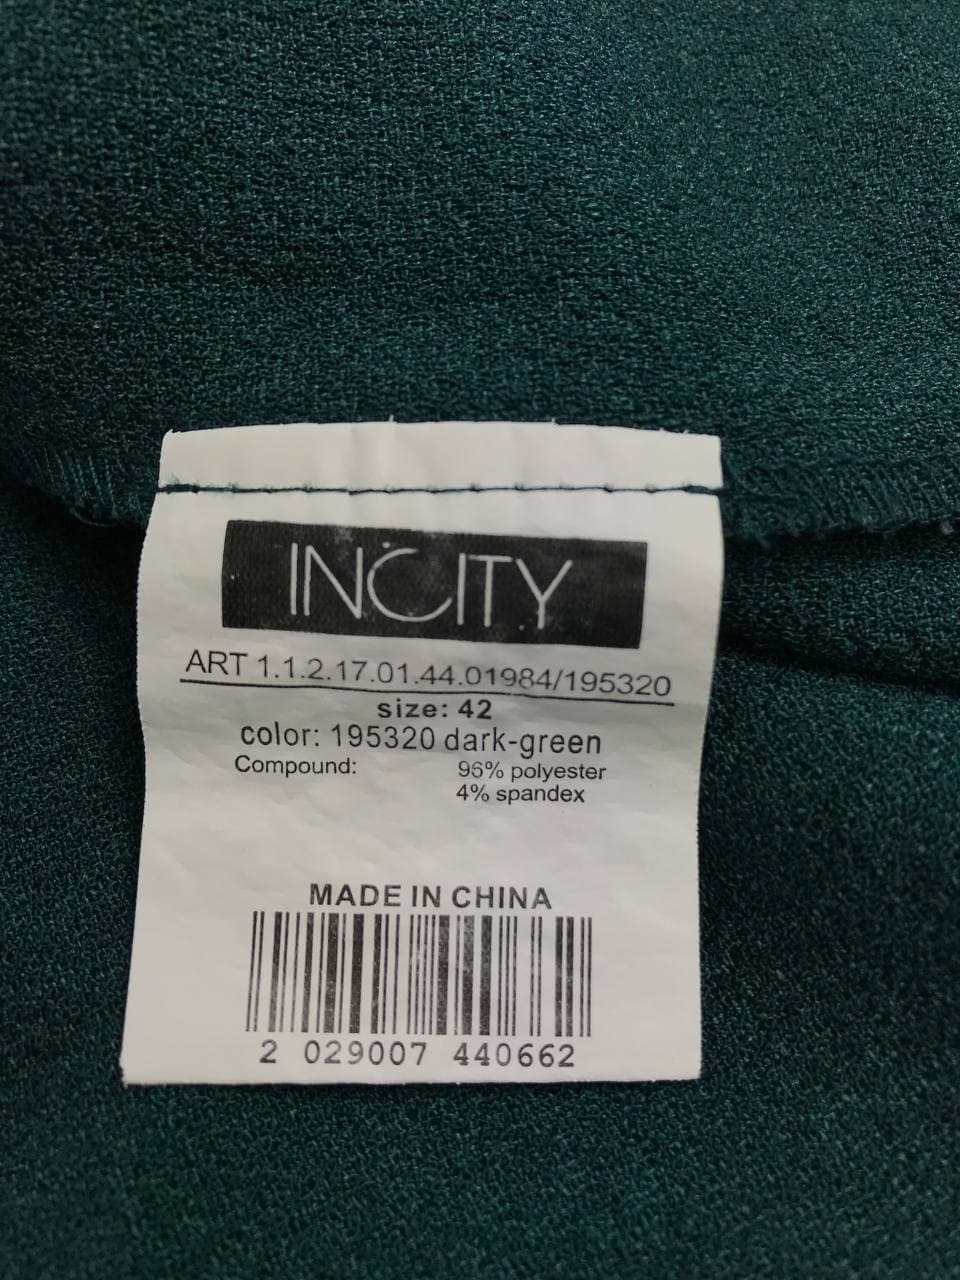 INCITY
ART 1.1.2.17.01.44.01984/195320
size: 42
color: 195320 dark-green
Compound: 96% polyester
4% spandex
MADE IN CHINA
2 029007 440662